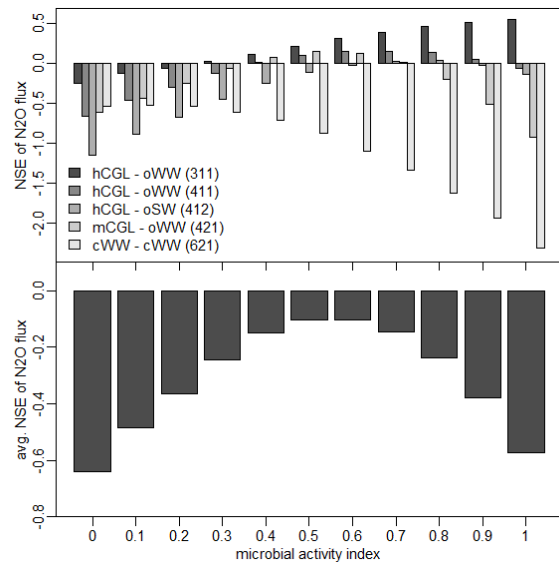 NSE of N2O flux
0.5
0.0
-0.5
-1.0
-1.5
-2.0
hCGL - oWW (311)
hCGL - oWW (411)
hCGL - oSW (412)
mCGL - oWW (421)
cWW - cWW (621)
avg. NSE of N2O flux
0.0
-0.2
-0.4
-0.6
-0.8
0 0.1 0.2 0.3 0.4 0.5 0.6 0.7 0.8 0.9 1
microbial activity index